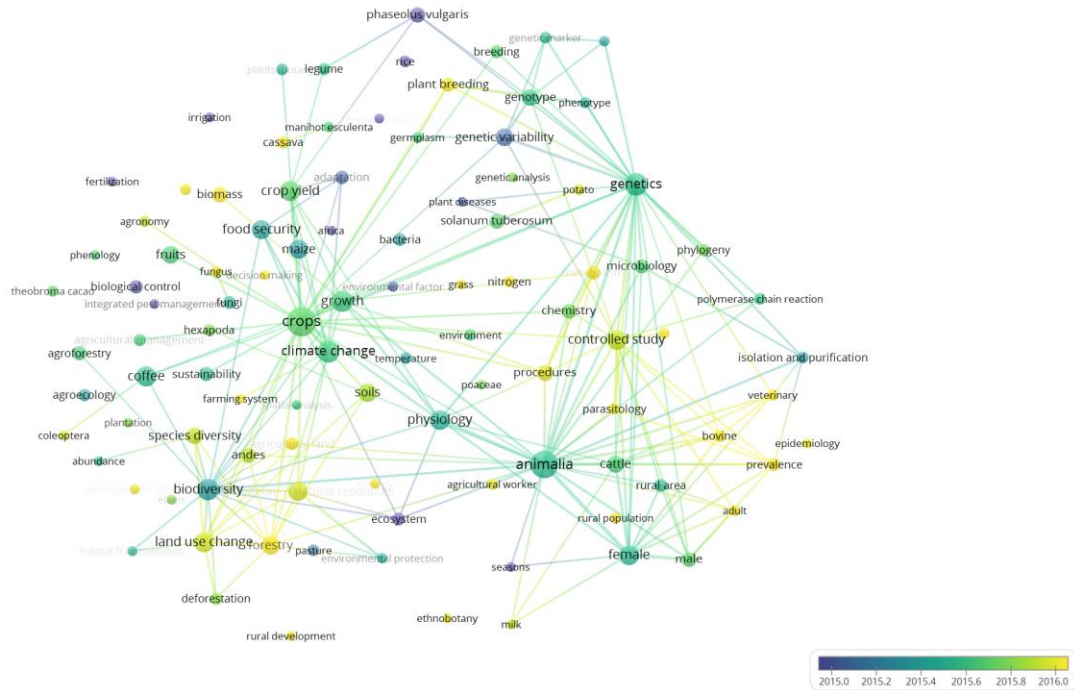 phaseolus vulgaris
genetic marker
breeding
rice
legume
plant breeding
genotype
phenotype
irrigation
manihot esculenta
germplasm
genetic variability
cassava
fertilization
adaptation
genetic analysis
genetics
biomass
crop yield
potato
plant diseases
agronomy
solanum tuberosum
food security
africa
bacteria
maize
phenology
fruits
phylogeny
microbiology
fungus
decision making
nitrogen
grass
biological control
environmental factor
theobroma cacao
integrated pest management
fungi
growth
polymerase chain reaction
chemistry
crops
hexapoda
environment
controlled study
agricultural management
agroforestry
climate change
temperature
isolation and purification
coffee
sustainability
procedures
poaceae
agroecology
farming system
soils
veterinary
parasitology
plantation
physiology
coleoptera
species diversity
bovine
epidemiology
andes
agricultural land
abundance
animalia
cattle
prevalence
biodiversity
agricultural worker
rural area
natural resource
adult
ecosystem
rural population
land use change
forestry
pasture
environmental protection
female
male
seasons
deforestation
ethnobotany
milk
rural development
2015.0 2015.2 2015.4 2015.6 2015.8 2016.0